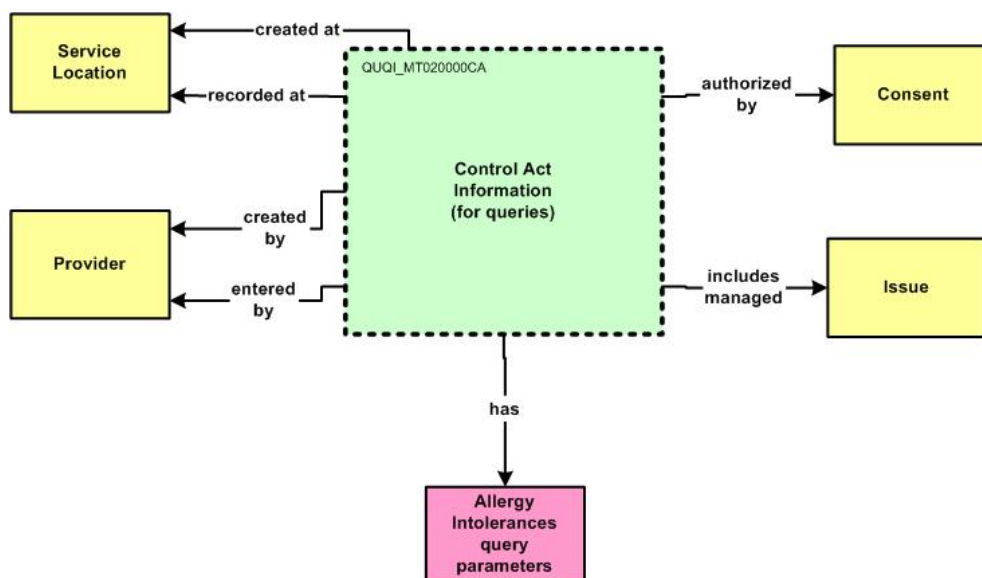 created at
Service
Location
QUQI_MT020000CA
recorded at
authorized
by
Consent
Control Act
Information
(for queries)
created
by
Provider
entered
by
includes
managed
Issue
has
Allergy
Intolerances
query
parameters